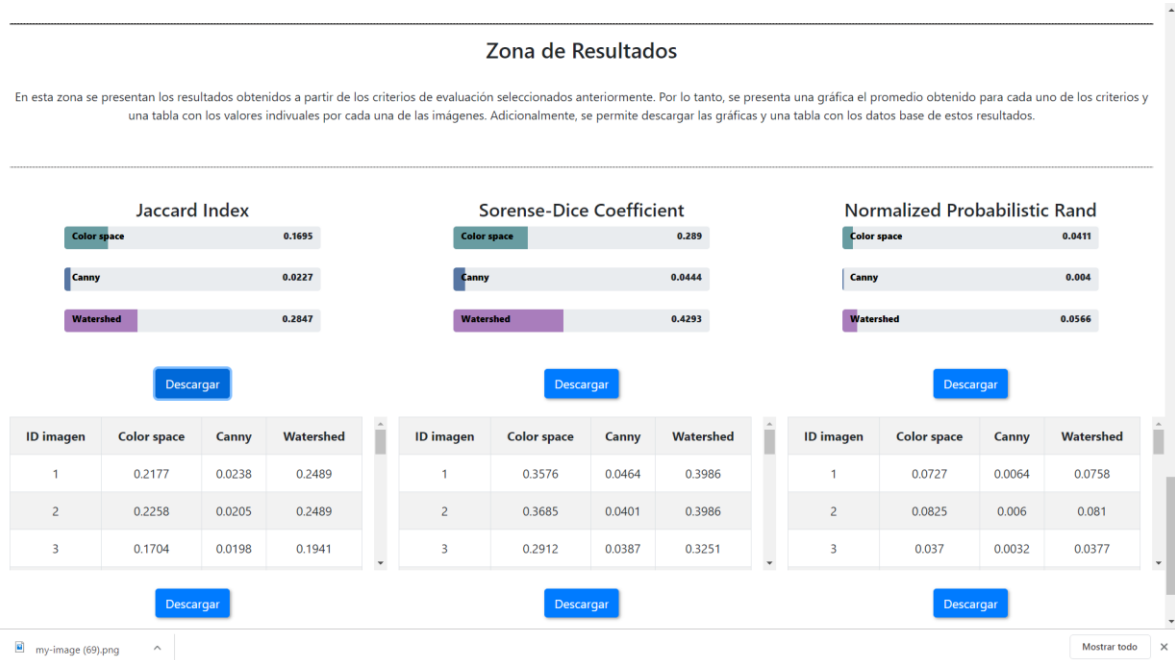 Zona de Resultados
En esta zona se presentan los resultados obtenidos a partir de los criterios de evaluación seleccionados anteriormente. Por lo tanto, se presenta una gráfica el promedio obtenido para cada uno de los criterios y
una tabla con los valores indivuales por cada una de las imágenes. Adicionalmente, se permite descargar las gráficas y una tabla con los datos base de estos resultados.
Jaccard Index
Color space 0.1695
Canny 0.0227
Watershed 0.2847
Descargar
ID imagen Color space Canny Watershed
1 0.2177 0.0238 0.2489
2 0.2258 0.0205 0.2489
3 0.1704 0.0198 0.1941
Descargar
Sorense-Dice Coefficient
Color space 0.289
Canny 0.0444
Watershed 0.4293
Descargar
ID imagen Color space Canny Watershed
1 0.3576 0.0464 0.3986
2 0.3685 0.0401 0.3986
3 0.2912 0.0387 0.3251
Descargar
Normalized Probabilistic Rand
Color space 0.0411
Canny 0.004
Watershed 0.0566
Descargar
ID imagen Color space Canny Watershed
1 0.0727 0.0064 0.0758
2 0.0825 0.006 0.081
3 0.037 0.0032 0.0377
Descargar
my-image (69).png
Mostrar todo